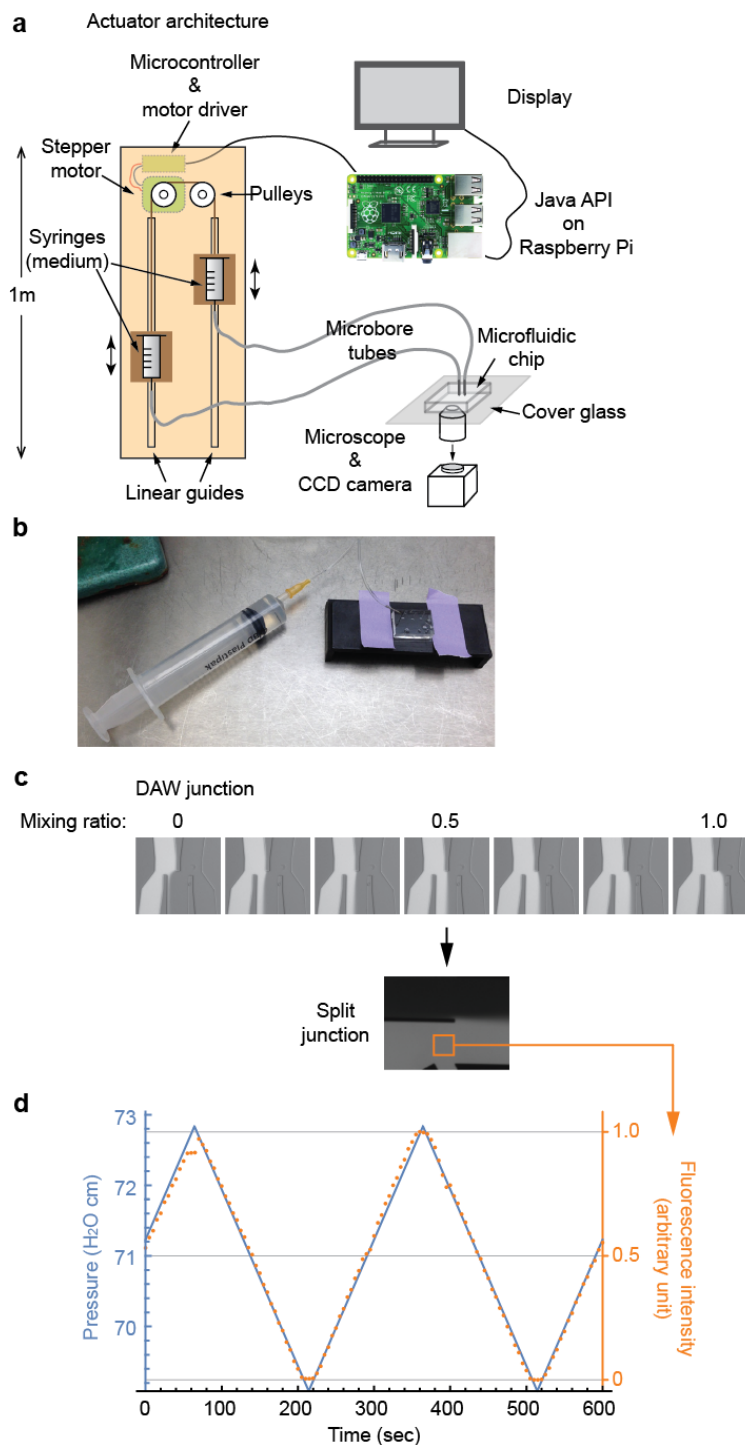 a
Actuator architecture
Microcontroller
&
motor driver
Display
Stepper
motor
Pulleys
Java API
on
Raspberry Pi
Syringes
(medium)
1m
Microbore
tubes
Microfluidic
chip
Cover glass
Microscope
&
CCD camera
Linear guides
b
Plastipak
c
DAW junction
Mixing ratio: 0 0.5 1.0
Split
junction
d
73
72
71
70
Pressure (H₂O cm)
1.0
0.5
0
Fluorescence intensity
(arbitrary unit)
0 100 200 300 400 500 600
Time (sec)